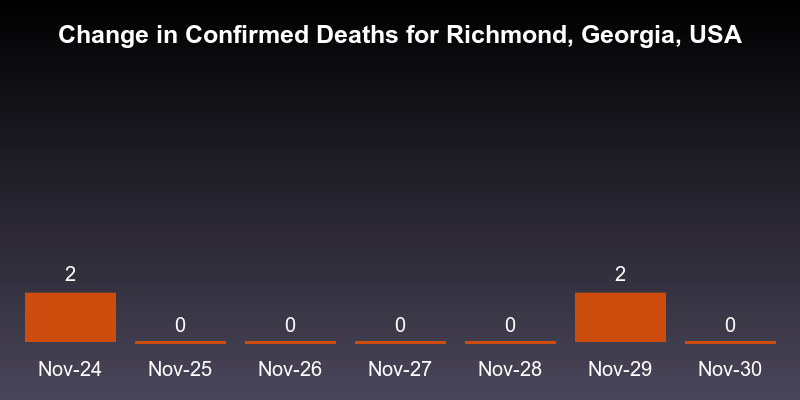 Change in Confirmed Deaths for Richmond, Georgia, USA
2 0 0 0 0 2 0
Nov-24 Nov-25 Nov-26 Nov-27 Nov-28 Nov-29 Nov-30